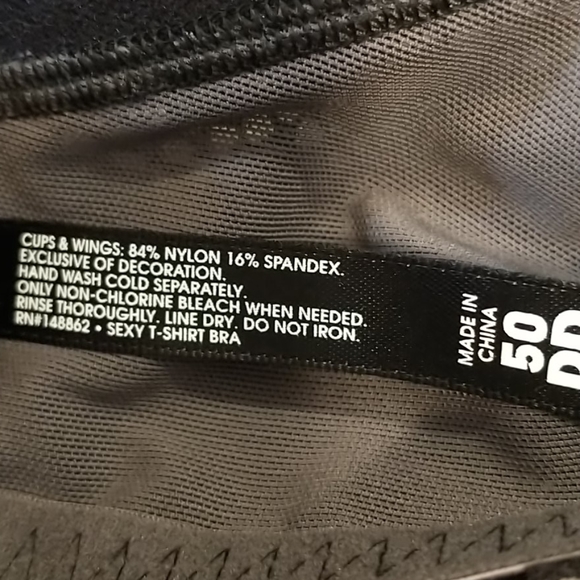 CUPS & WINGS: 84% NYLON 16% SPANDEX.
EXCLUSIVE OF DECORATION.
HAND WASH COLD SEPARATELY.
ONLY NON-CHLORINE BLEACH WHEN NEEDED.
RINSE THOROUGHLY. LINE DRY. DO NOT IRON.
RN#148862 • SEXY T-SHIRT BRA
MADE IN
CHINA
50
DD